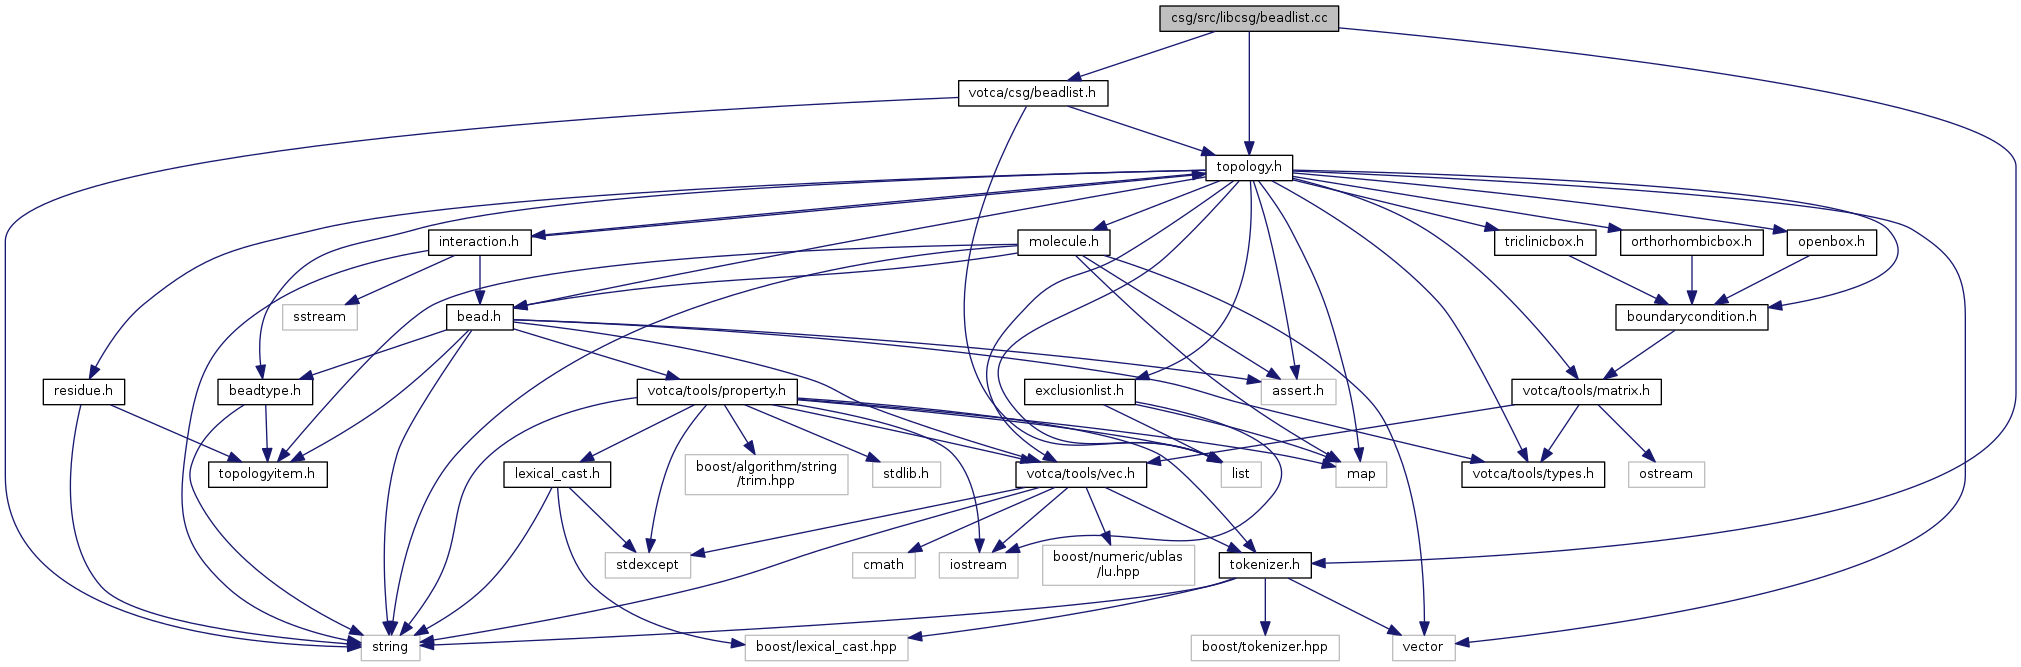 csg/src/libcsg/beadlist.cc
votca/csg/beadlist.h
topology.h
interaction.h
molecule.h
triclinicbox.h
orthorhombicbox.h
openbox.h
sstream
bead.h
boundarycondition.h
residue.h
beadtype.h
votca/tools/property.h
exclusionlist.h
assert.h
votca/tools/matrix.h
topologyitem.h
lexical_cast.h
boost/algorithm/string
/trim.hpp
stdlib.h
votca/tools/vec.h
list
map
votca/tools/types.h
ostream
stdexcept
cmath
iostream
boost/numeric/ublas
/lu.hpp
tokenizer.h
string
boost/lexical_cast.hpp
boost/tokenizer.hpp
vector